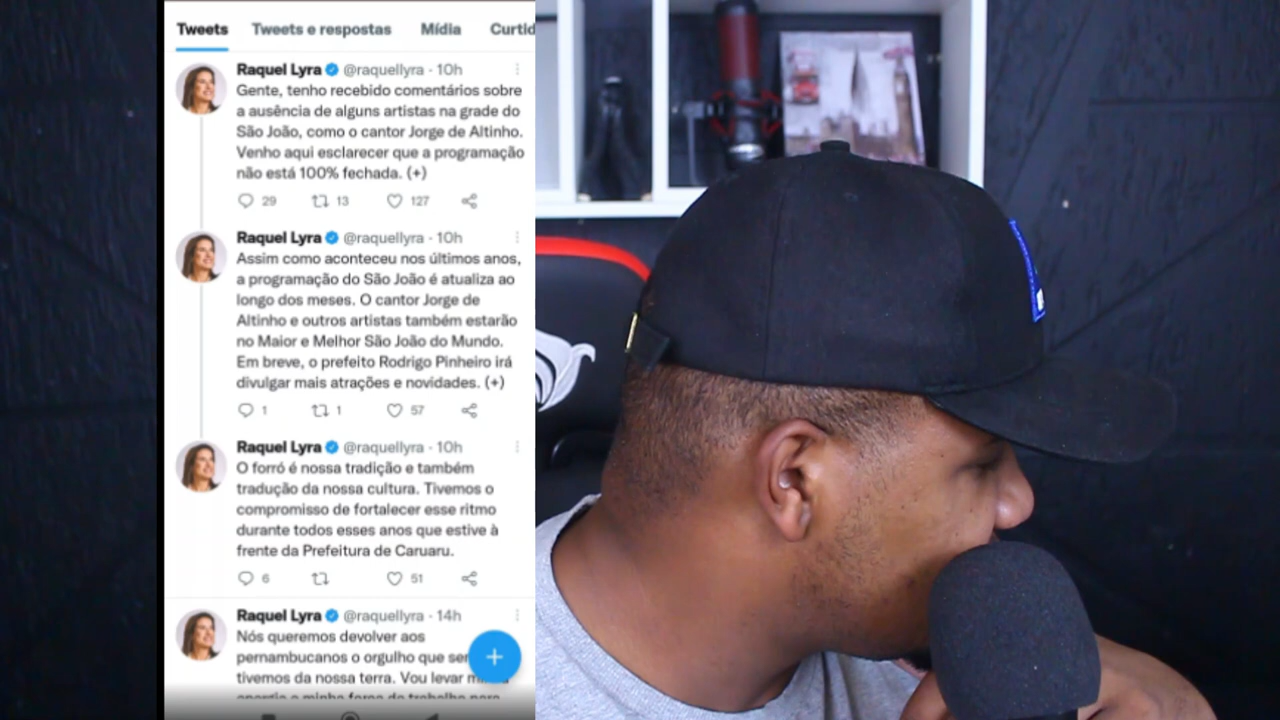 Tweets Tweets e respostas Mídia Curtid
Raquel Lyra @raquellyra · 10h
Gente, tenho recebido comentários sobre
a ausência de alguns artistas na grade do
São João, como o cantor Jorge de Altinho.
Venho aqui esclarecer que a programação
não está 100% fechada. (+)
29 13 127
Raquel Lyra @raquellyra · 10h
Assim como aconteceu nos últimos anos,
a programação do São João é atualiza ao
longo dos meses. O cantor Jorge de
Altinho e outros artistas também estarão
no Maior e Melhor São João do Mundo.
Em breve, o prefeito Rodrigo Pinheiro irá
divulgar mais atrações e novidades. (+)
1 1 57
Raquel Lyra @raquellyra · 10h
O forró é nossa tradição e também
tradução da nossa cultura. Tivemos o
compromisso de fortalecer esse ritmo
durante todos esses anos que estive à
frente da Prefeitura de Caruaru.
6 51
Raquel Lyra @raquellyra · 14h
Nós queremos devolver aos
pernambucanos o orgulho que
tivemos da nossa terra. Vou levar